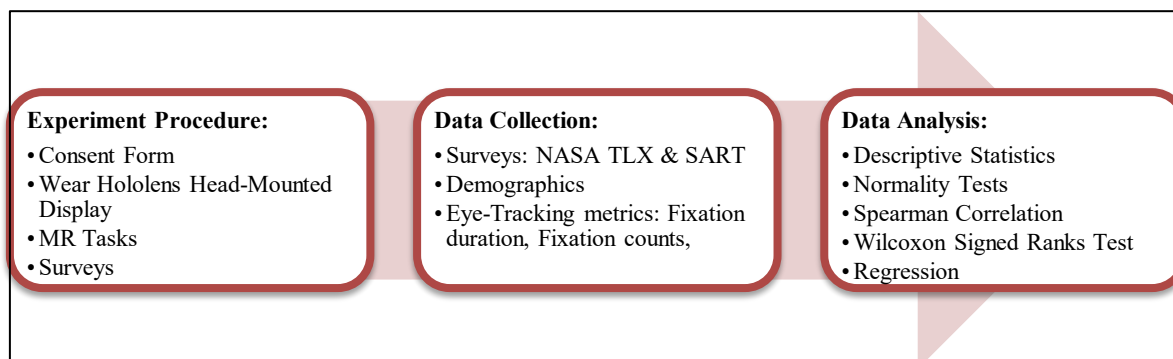 Experiment Procedure:
• Consent Form
• Wear Hololens Head-Mounted
Display
• MR Tasks
• Surveys
Data Collection:
• Surveys: NASA TLX & SART
• Demographics
• Eye-Tracking metrics: Fixation
duration, Fixation counts,
Data Analysis:
• Descriptive Statistics
• Normality Tests
• Spearman Correlation
• Wilcoxon Signed Ranks Test
• Regression